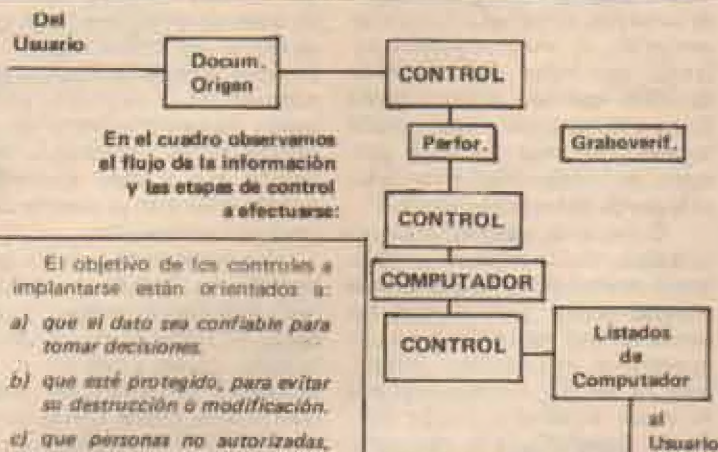 Del
Usuario
Docum.
Origen
CONTROL
En el cuadro observamos
el flujo de la información
y las etapas de control
a efectuarse:
Perfor.
Graboverif.
CONTROL
COMPUTADOR
CONTROL
Listados
de
Computador
al
Usuario
El objetivo de los controles a
implantarse están orientados a:
a) que el dato sea confiable para
tomar decisiones.
b) que esté protegido, para evitar
su destrucción o modificación.
c) que personas no autorizadas,